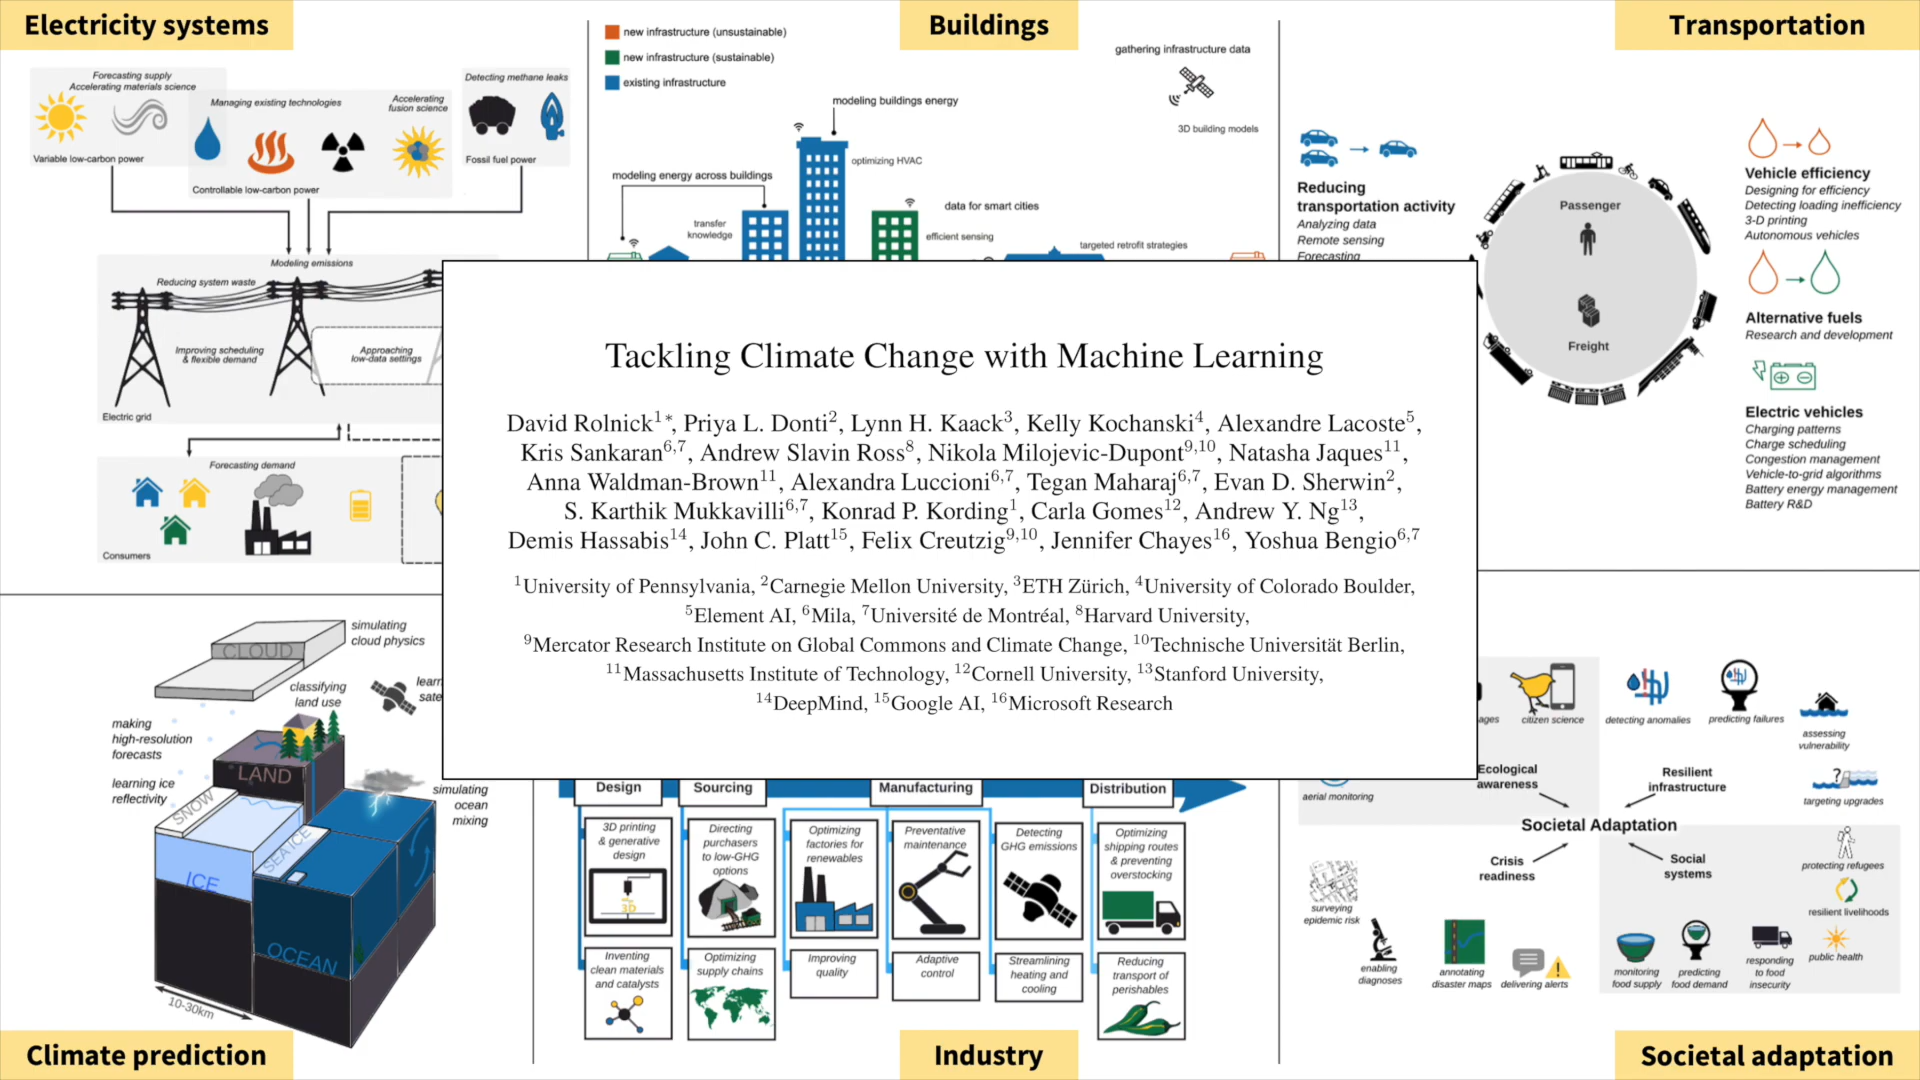 Electricity systems
Forecasting supply
Accelerating materials science
Variable low-carbon power
Managing existing technologies
Controllable low-carbon power
Accelerating
fusion science
Detecting methane leaks
Fossil fuel power
Modeling emissions
Reducing system waste
Improving scheduling
& flexible demand
Approaching
low-data settings
Electric grid
Forecasting demand
Consumers
Buildings
new infrastructure (unsustainable)
new infrastructure (sustainable)
existing infrastructure
gathering infrastructure data
3D building models
modeling buildings energy
optimizing HVAC
modeling energy across buildings
transfer
knowledge
data for smart cities
efficient sensing
targeted retrofit strategies
Transportation
Reducing
transportation activity
Analyzing data
Remote sensing
Forecasting
Passenger
Freight
Vehicle efficiency
Designing for efficiency
Detecting loading inefficiency
3-D printing
Autonomous vehicles
Alternative fuels
Research and development
Electric vehicles
Charging patterns
Charge scheduling
Congestion management
Vehicle-to-grid algorithms
Battery energy management
Battery R&D
Tackling Climate Change with Machine Learning
David Rolnick1*, Priya L. Donti2, Lynn H. Kaack3, Kelly Kochanski4, Alexandre Lacoste5,
Kris Sankaran6,7, Andrew Slavin Ross8, Nikola Milojevic-Dupont9,10, Natasha Jaques11,
Anna Waldman-Brown11, Alexandra Luccioni6,7, Tegan Maharaj6,7, Evan D. Sherwin2,
S. Karthik Mukkavilli6,7, Konrad P. Kording1, Carla Gomes12, Andrew Y. Ng13,
Demis Hassabis14, John C. Platt15, Felix Creutzig9,10, Jennifer Chayes16, Yoshua Bengio6,7
1University of Pennsylvania, 2Carnegie Mellon University, 3ETH Zürich, 4University of Colorado Boulder,
5Element AI, 6Mila, 7Université de Montréal, 8Harvard University,
9Mercator Research Institute on Global Commons and Climate Change, 10Technische Universität Berlin,
11Massachusetts Institute of Technology, 12Cornell University, 13Stanford University,
14DeepMind, 15Google AI, 16Microsoft Research
simulating
cloud physics
CLOUD
classifying
land use
making
high-resolution
forecasts
learning ice
reflectivity
LAND
SNOW
ICE
SEA ICE
OCEAN
simulating
ocean
mixing
10-30km
Climate prediction
Design
Sourcing
Manufacturing
Distribution
3D printing
& generative
design
3D
Directing
purchasers
to low-GHG
options
Optimizing
factories for
renewables
Preventative
maintenance
Detecting
GHG emissions
Optimizing
shipping routes
& preventing
overstocking
Inventing
clean materials
and catalysts
Optimizing
supply chains
Improving
quality
Adaptive
control
Streamlining
heating and
cooling
Reducing
transport of
perishables
Industry
citizen science
detecting anomalies
predicting failures
assessing
vulnerability
aerial monitoring
Ecological
awareness
Resilient
infrastructure
?
targeting upgrades
Societal Adaptation
Crisis
readiness
Social
systems
protecting refugees
resilient livelihoods
public health
surveying
epidemic risk
enabling
diagnoses
annotating
disaster maps
delivering alerts
monitoring
food supply
predicting
food demand
responding
to food
insecurity
Societal adaptation